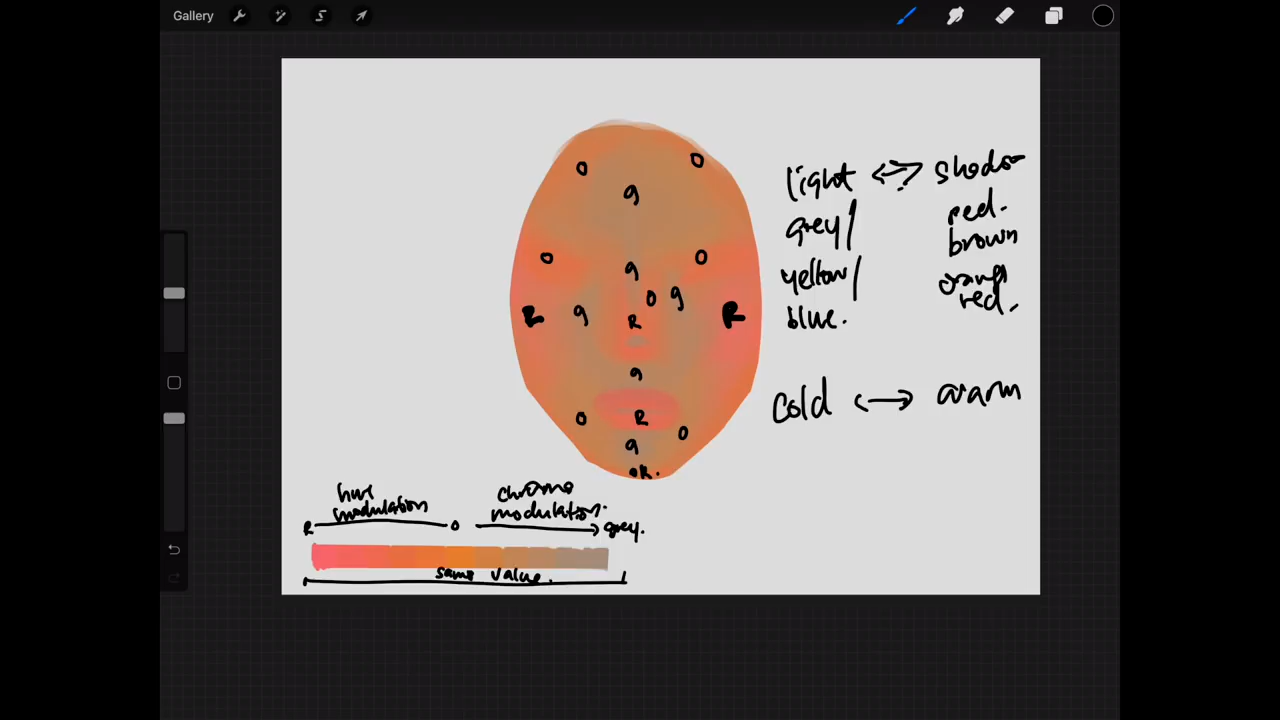 Gallery
o
o
g
o
g
o
o
g
R
g
R
R
g
o
R
o
g
oR.
light <-> shadow
grey/
red.
brown
yellow/
orange
red.
blue.
cold <-> warm
hue
modulation
chroma
modulation.
R
o
grey.
same value.